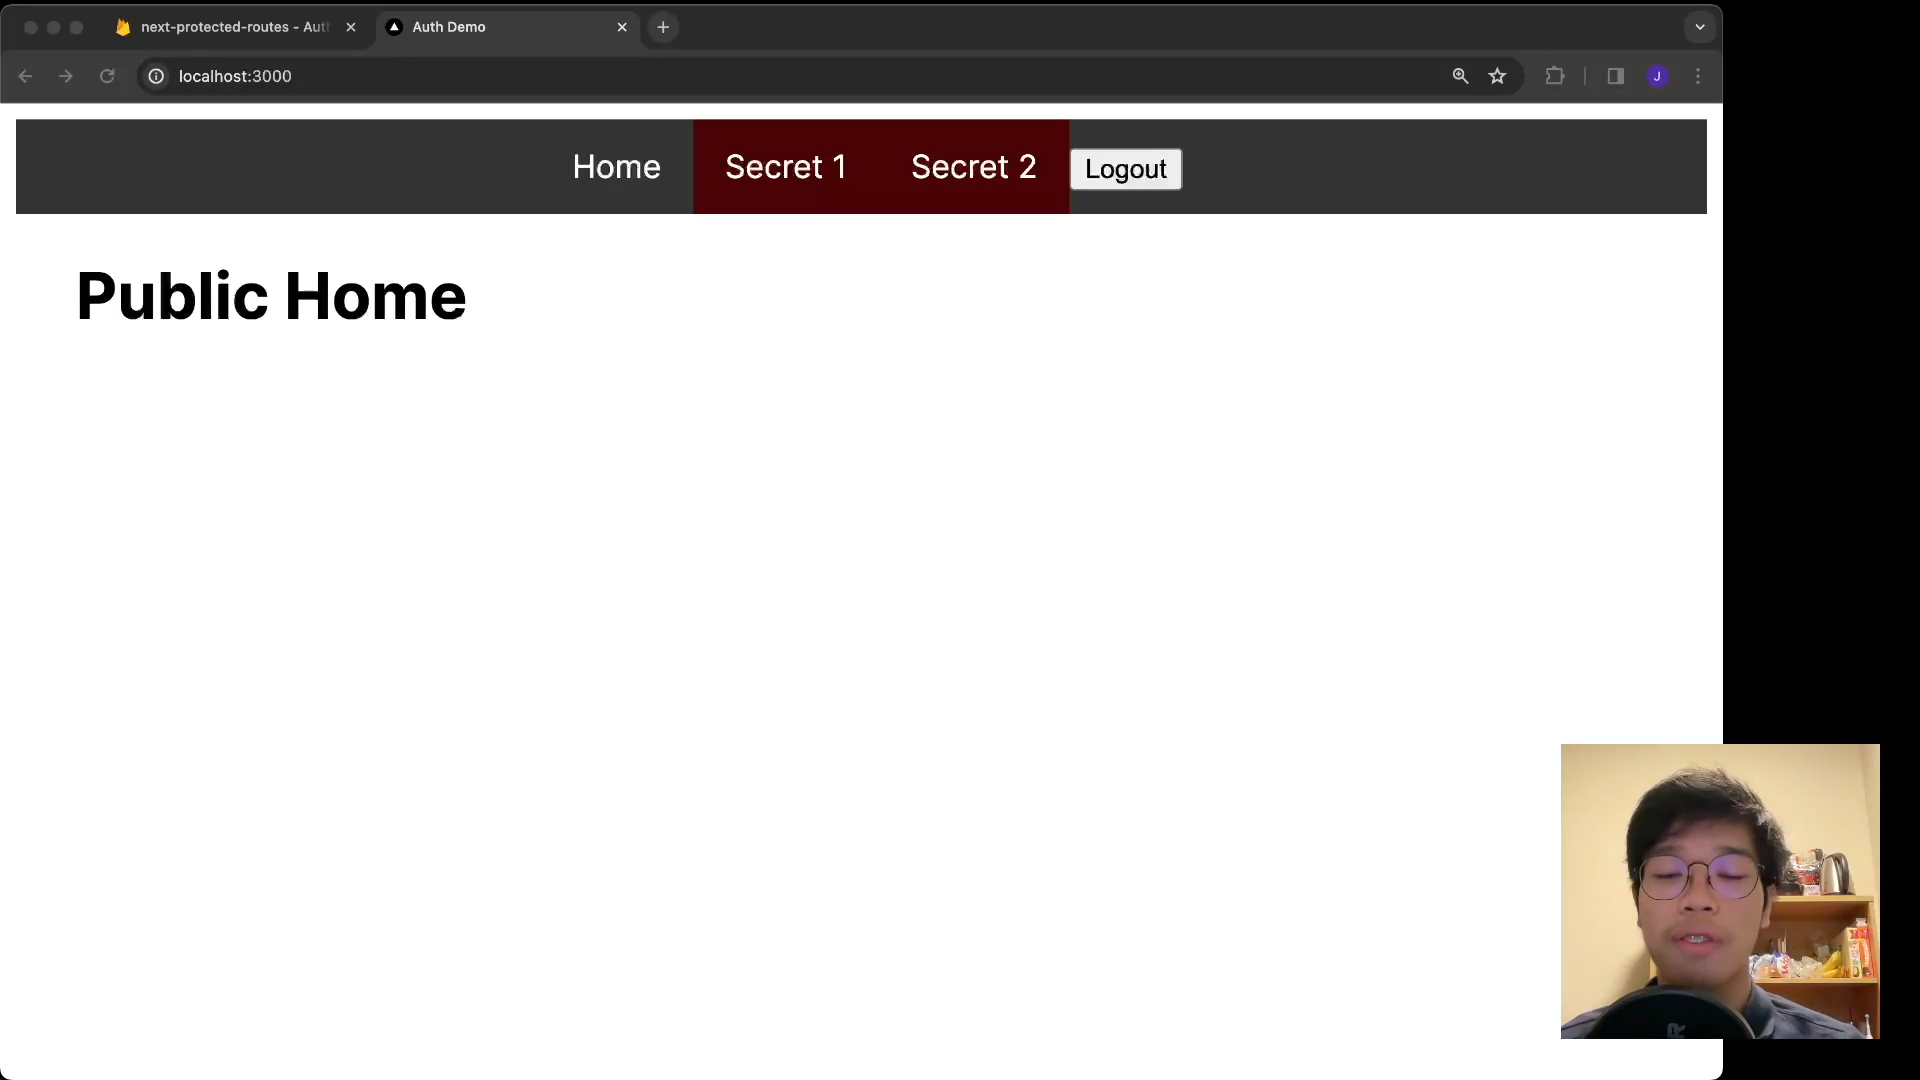 next-protected-routes - Aut
Auth Demo
localhost:3000
J
Home
Secret 1
Secret 2
Logout
Public Home
R